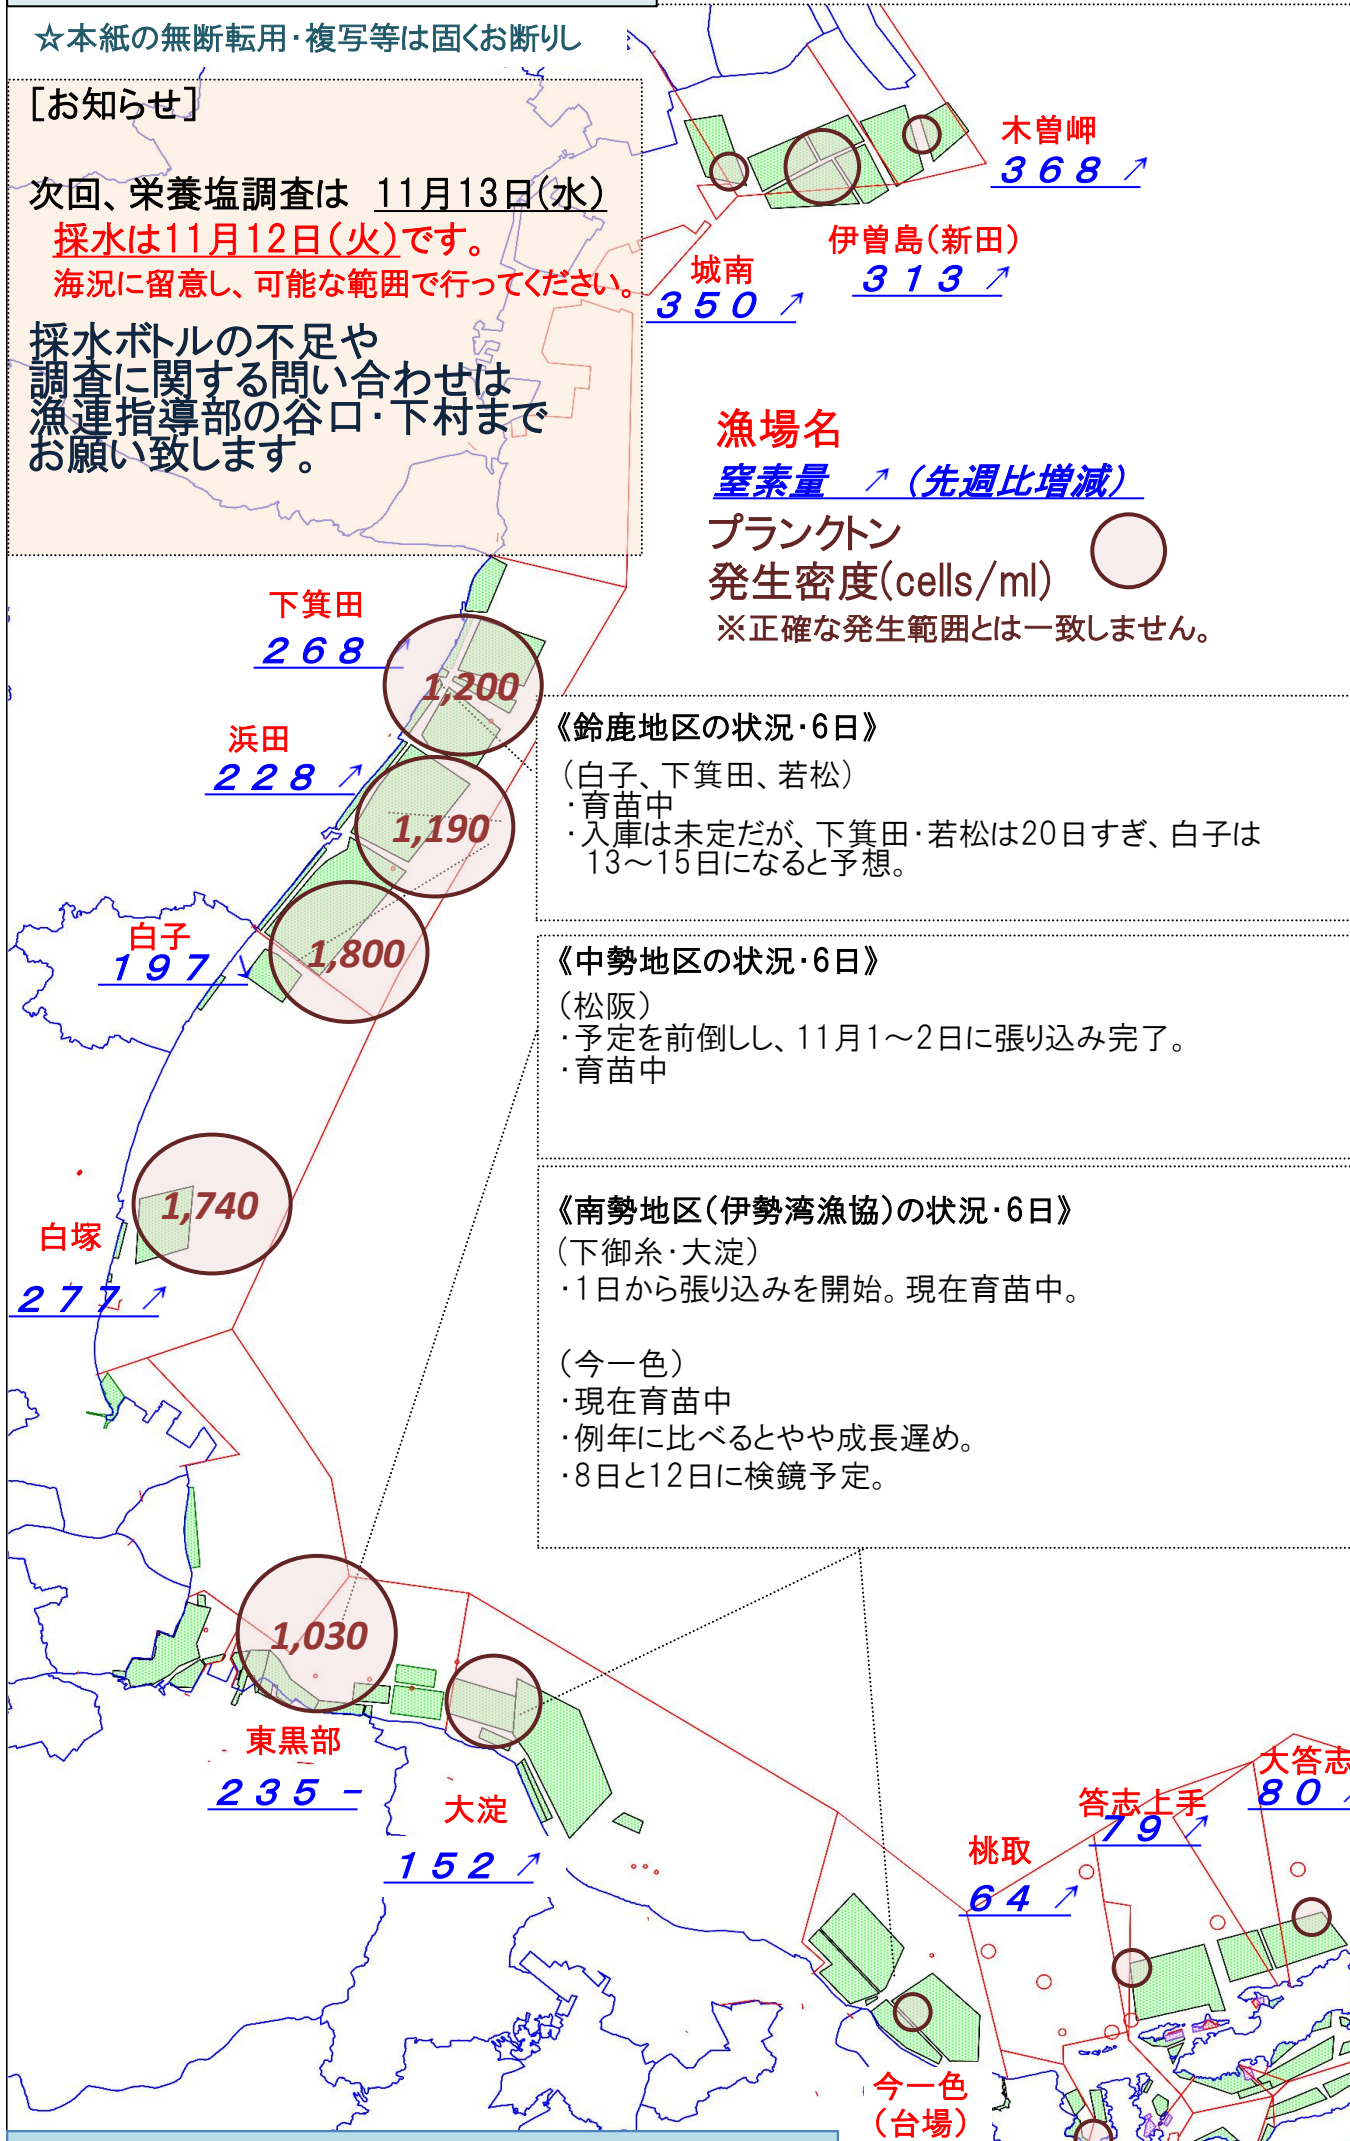 ☆本紙の無断転用・複写等は固くお断りし
[お知らせ]
次回、栄養塩調査は 11月13日(水)
採水は11月12日(火)です。
海況に留意し、可能な範囲で行ってください。
採水ボトルの不足や
調査に関する問い合わせは
漁連指導部の谷口・下村まで
お願い致します。
木曽岬
368 ↗
伊曽島(新田)
313 ↗
城南
350 ↗
漁場名
窒素量 ↗ (先週比増減)
プランクトン
発生密度(cells/ml)
※正確な発生範囲とは一致しません。
下箕田
268 ↗
1,200
浜田
228 ↗
1,190
白子
197 ↓
1,800
《鈴鹿地区の状況・6日》
(白子、下箕田、若松)
・育苗中
・入庫は未定だが、下箕田・若松は20日すぎ、白子は
13～15日になると予想。
《中勢地区の状況・6日》
(松阪)
・予定を前倒しし、11月1～2日に張り込み完了。
・育苗中
1,740
白塚
277 ↗
《南勢地区(伊勢湾漁協)の状況・6日》
(下御糸・大淀)
・1日から張り込みを開始。現在育苗中。
(今一色)
・現在育苗中
・例年に比べるとやや成長遅め。
・8日と12日に検鏡予定。
1,030
東黒部
235 -
大淀
152 ↗
大答志
80
答志上手
79 ↗
桃取
64 ↗
今一色
(台場)